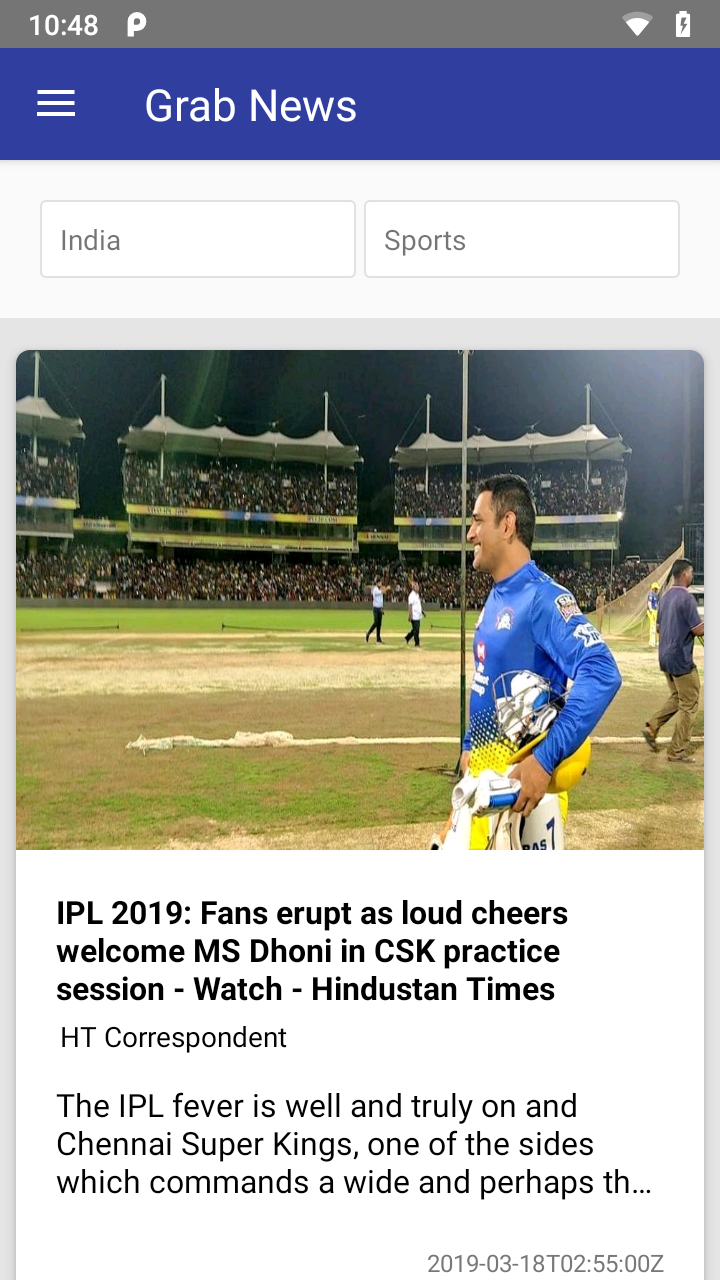 10:48
Grab News
India
Sports
7
IPL 2019: Fans erupt as loud cheers
welcome MS Dhoni in CSK practice
session - Watch - Hindustan Times
HT Correspondent
The IPL fever is well and truly on and
Chennai Super Kings, one of the sides
which commands a wide and perhaps th…
2019-03-18T02:55:00Z